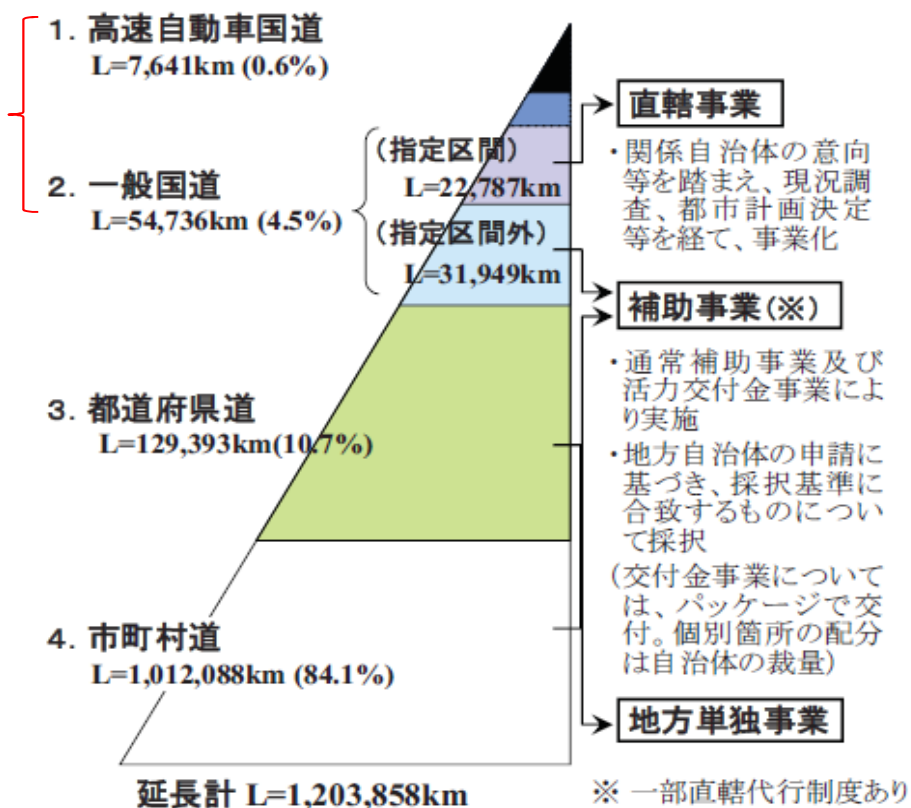 1. 高速自動車国道
L=7,641km (0.6%)
2. 一般国道
L=54,736km (4.5%)
(指定区間)
L=22,787km
(指定区間外)
L=31,949km
3. 都道府県道
L=129,393km(10.7%)
4. 市町村道
L=1,012,088km (84.1%)
延長計 L=1,203,858km
直轄事業
・関係自治体の意向
等を踏まえ、現況調
査、都市計画決定
等を経て、事業化
補助事業(※)
・通常補助事業及び
活力交付金事業によ
り実施
・地方自治体の申請に
基づき、採択基準に
合致するものについ
て採択
(交付金事業について
は、パッケージで交
付。個別箇所の配分
は自治体の裁量)
地方単独事業
※ 一部直轄代行制度あり